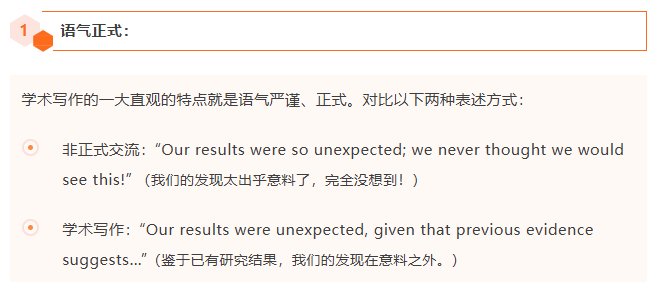 1 语气正式：
学术写作的一大直观的特点就是语气严谨、正式。对比以下两种表述方式：
非正式交流：“Our results were so unexpected; we never thought we would
see this!”（我们的发现太出乎意料了，完全没想到！）
学术写作：“Our results were unexpected, given that previous evidence
suggests...”（鉴于已有研究结果，我们的发现在意料之外。）